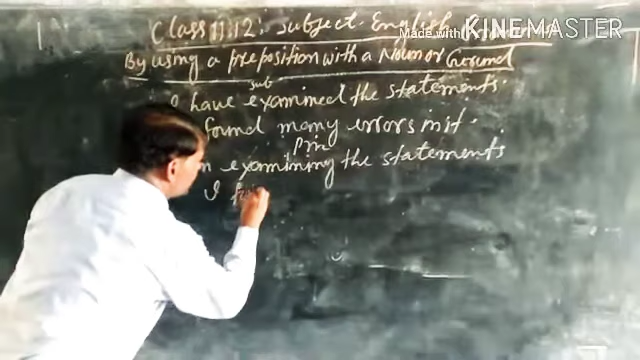 Class 11.12: Subject-English
Made with KINEMASTER
By using a preposition with a Noun or Gerund
sub
I have examined the statements.
found many errors in it.
Prin
n examining the statements
I fo